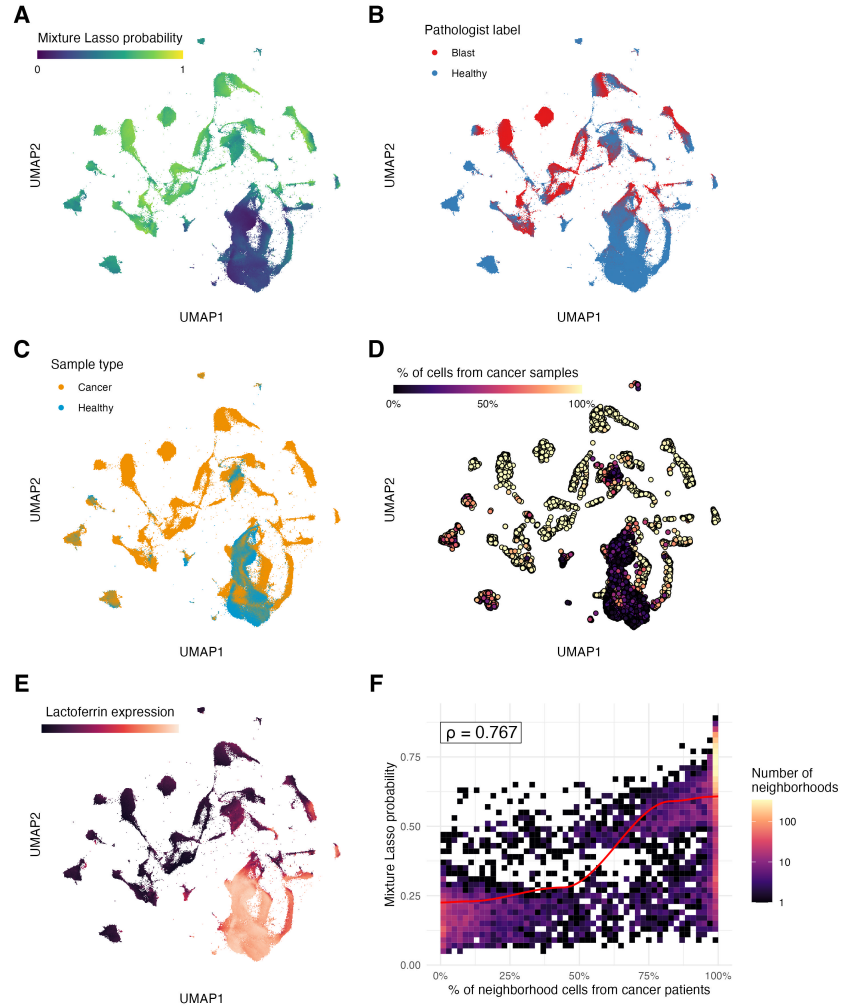 A
Mixture Lasso probability
0 1
UMAP2
UMAP1
B
Pathologist label
Blast
Healthy
UMAP2
UMAP1
C
Sample type
Cancer
Healthy
UMAP2
UMAP1
D
% of cells from cancer samples
0% 50% 100%
UMAP2
UMAP1
E
Lactoferrin expression
UMAP2
UMAP1
F
ρ = 0.767
Mixture Lasso probability
0.75
0.50
0.25
0.00
0% 25% 50% 75% 100%
% of neighborhood cells from cancer patients
Number of
neighborhoods
100
10
1